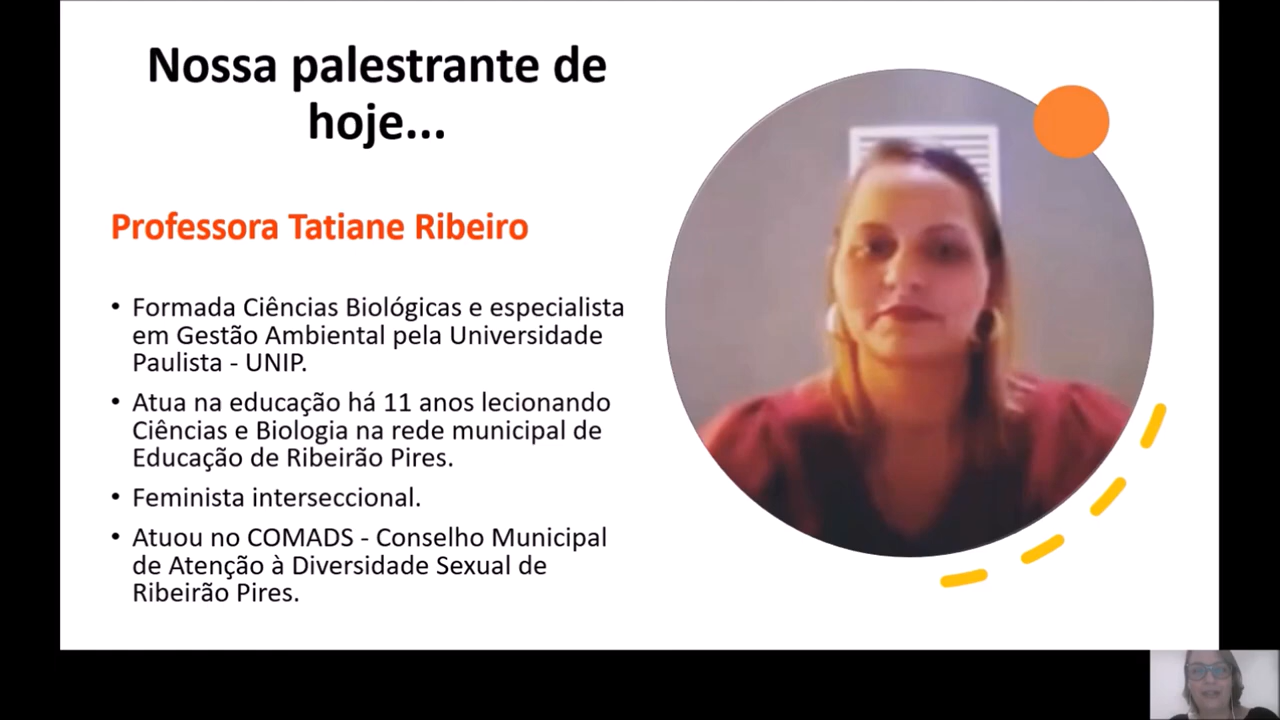 Nossa palestrante de
hoje...
Professora Tatiane Ribeiro
• Formada Ciências Biológicas e especialista
em Gestão Ambiental pela Universidade
Paulista - UNIP.
• Atua na educação há 11 anos lecionando
Ciências e Biologia na rede municipal de
Educação de Ribeirão Pires.
• Feminista interseccional.
• Atuou no COMADS - Conselho Municipal
de Atenção à Diversidade Sexual de
Ribeirão Pires.